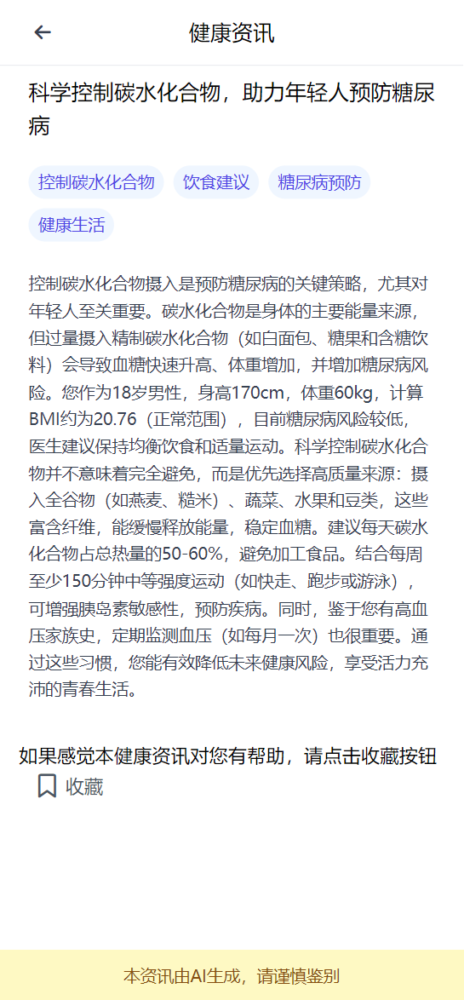 健康资讯
科学控制碳水化合物，助力年轻人预防糖尿
病
控制碳水化合物 饮食建议 糖尿病预防
健康生活
控制碳水化合物摄入是预防糖尿病的关键策略，尤其对
年轻人至关重要。碳水化合物是身体的主要能量来源，
但过量摄入精制碳水化合物（如白面包、糖果和含糖饮
料）会导致血糖快速升高、体重增加，并增加糖尿病风
险。您作为18岁男性，身高170cm，体重60kg，计算
BMI约为20.76（正常范围），目前糖尿病风险较低，
医生建议保持均衡饮食和适量运动。科学控制碳水化合
物并不意味着完全避免，而是优先选择高质量来源：摄
入全谷物（如燕麦、糙米）、蔬菜、水果和豆类，这些
富含纤维，能缓慢释放能量，稳定血糖。建议每天碳水
化合物占总热量的50-60%，避免加工食品。结合每周
至少150分钟中等强度运动（如快走、跑步或游泳），
可增强胰岛素敏感性，预防疾病。同时，鉴于您有高血
压家族史，定期监测血压（如每月一次）也很重要。通
过这些习惯，您能有效降低未来健康风险，享受活力充
沛的青春生活。
如果感觉本健康资讯对您有帮助，请点击收藏按钮
收藏
本资讯由AI生成，请谨慎鉴别